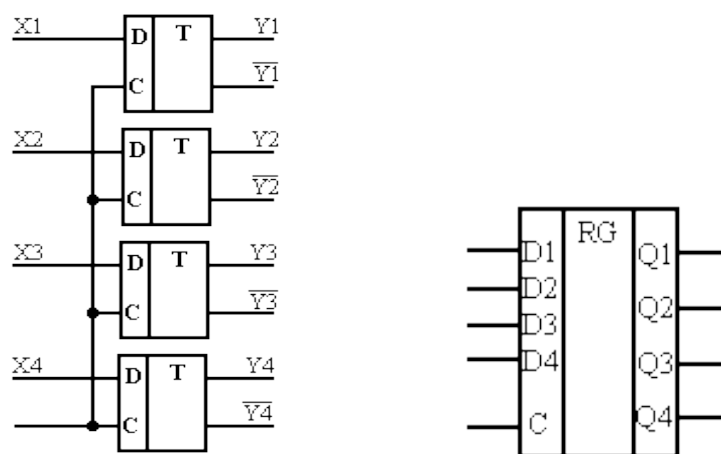 X1 D T Y1
C Y1
X2 D T Y2
C Y2
X3 D T Y3
C Y3
X4 D T Y4
C Y4
RG
D1 Q1
D2
D3 Q2
D4 Q3
C Q4